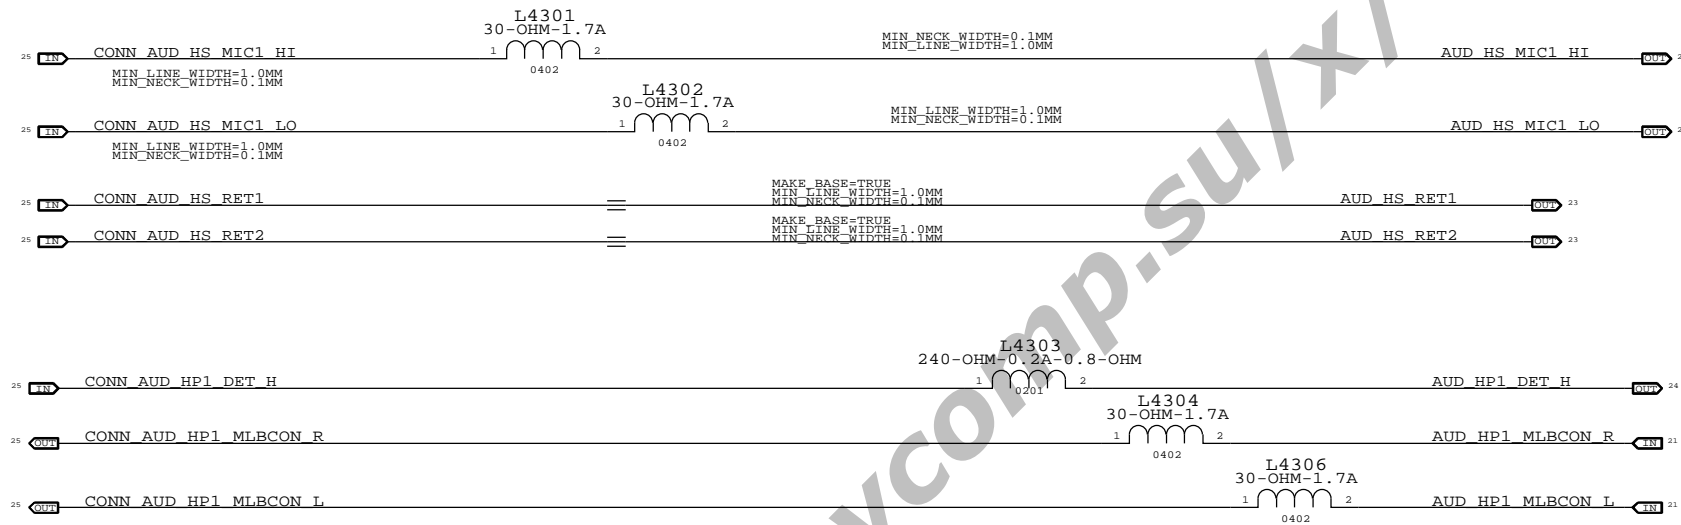 L4301
30-OHM-1.7A
25 IN CONN_AUD_HS_MIC1_HI 1 2 AUD_HS_MIC1_HI OUT 2
MIN_NECK_WIDTH=0.1MM
MIN_LINE_WIDTH=1.0MM
0402
MIN_LINE_WIDTH=1.0MM
MIN_NECK_WIDTH=0.1MM
L4302
30-OHM-1.7A
25 IN CONN_AUD_HS_MIC1_LO 1 2 AUD_HS_MIC1_LO OUT 2
MIN_LINE_WIDTH=1.0MM
MIN_NECK_WIDTH=0.1MM
0402
MIN_LINE_WIDTH=1.0MM
MIN_NECK_WIDTH=0.1MM
MAKE_BASE=TRUE
MIN_LINE_WIDTH=1.0MM
MIN_NECK_WIDTH=0.1MM
25 IN CONN_AUD_HS_RET1 AUD_HS_RET1 OUT 23
MAKE_BASE=TRUE
MIN_LINE_WIDTH=1.0MM
MIN_NECK_WIDTH=0.1MM
25 IN CONN_AUD_HS_RET2 AUD_HS_RET2 OUT 23
L4303
240-OHM-0.2A-0.8-OHM
25 IN CONN_AUD_HP1_DET_H 1 2 AUD_HP1_DET_H OUT 24
0201
L4304
30-OHM-1.7A
25 OUT CONN_AUD_HP1_MLBCON_R 1 2 AUD_HP1_MLBCON_R IN 21
0402
L4306
30-OHM-1.7A
25 OUT CONN_AUD_HP1_MLBCON_L 1 2 AUD_HP1_MLBCON_L IN 21
0402
ycomp.su/x/